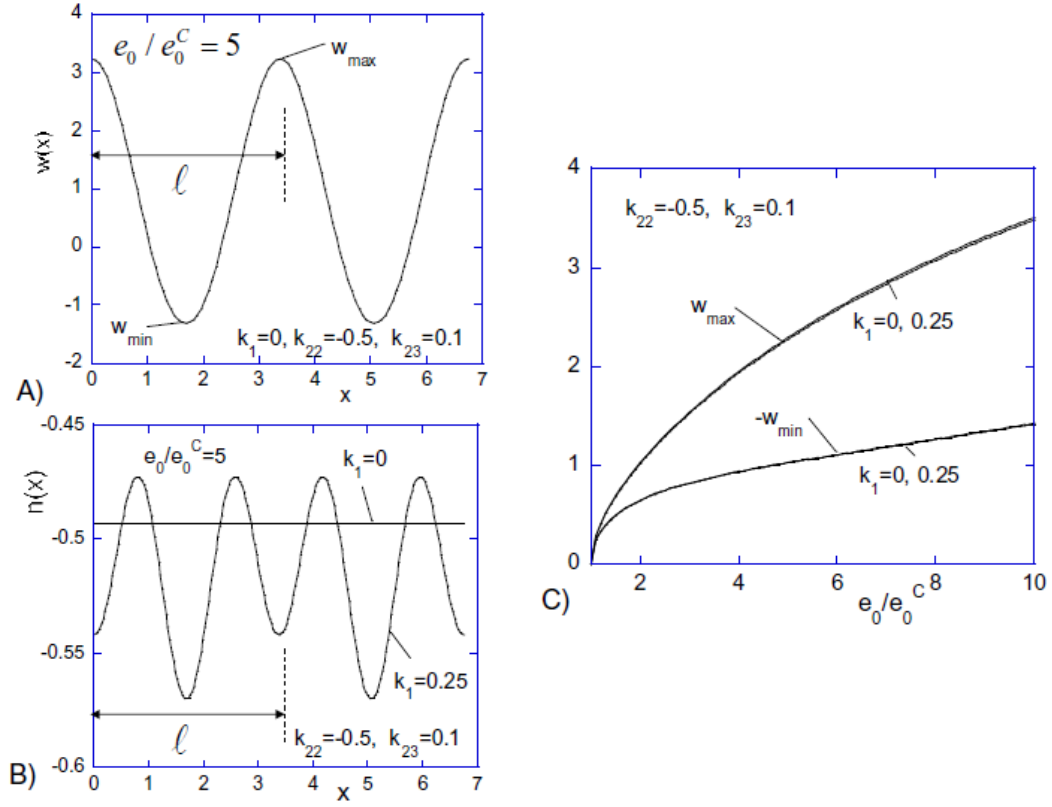 4
3
2
1
0
-1
-2
w(x)
e₀ / e₀ᶜ = 5
w_max
ℓ
w_min
k₁=0, k₂₂=-0.5, k₂₃=0.1
0 1 2 3 4 5 6 7
x
A)
-0.45
-0.5
-0.55
-0.6
n(x)
e₀/e₀ᶜ=5
k₁=0
k₁=0.25
ℓ
k₂₂=-0.5, k₂₃=0.1
0 1 2 3 4 5 6 7
x
B)
4
3
2
1
0
k₂₂=-0.5, k₂₃=0.1
w_max
k₁=0, 0.25
-w_min
k₁=0, 0.25
2 4 6 8 10
e₀/e₀ᶜ
C)